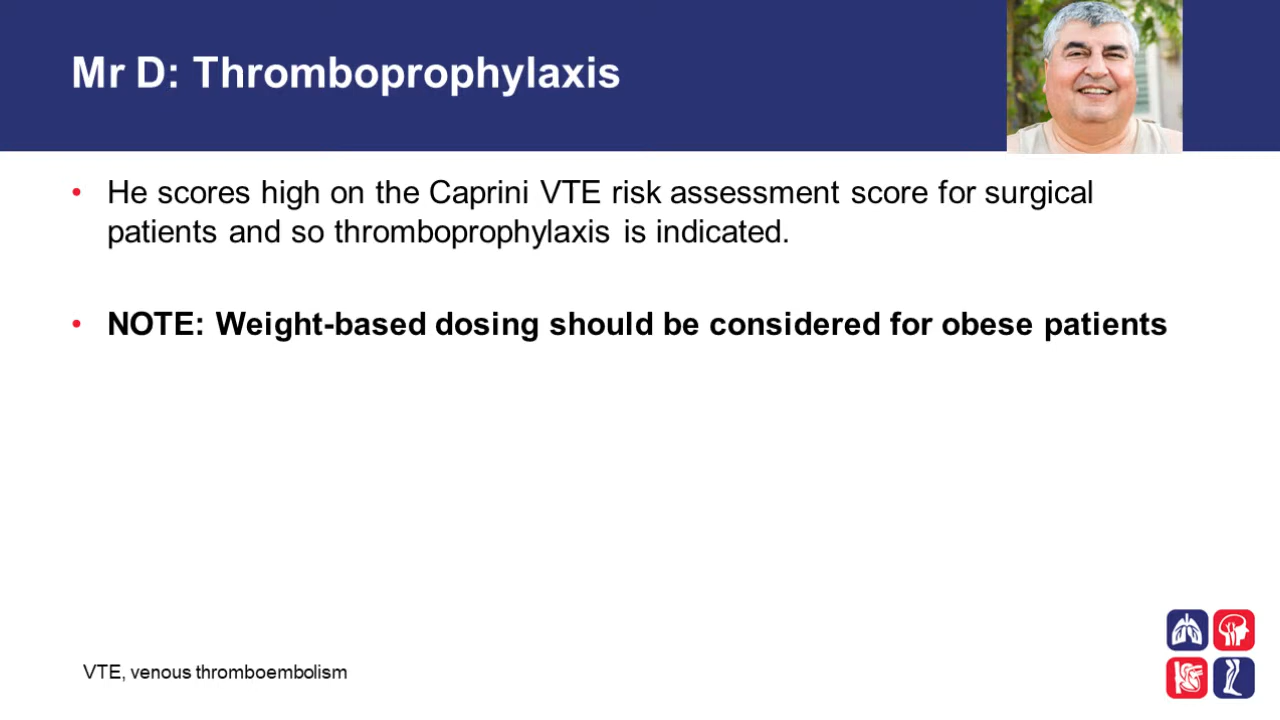 Mr D: Thromboprophylaxis
• He scores high on the Caprini VTE risk assessment score for surgical
patients and so thromboprophylaxis is indicated.
• NOTE: Weight-based dosing should be considered for obese patients
VTE, venous thromboembolism